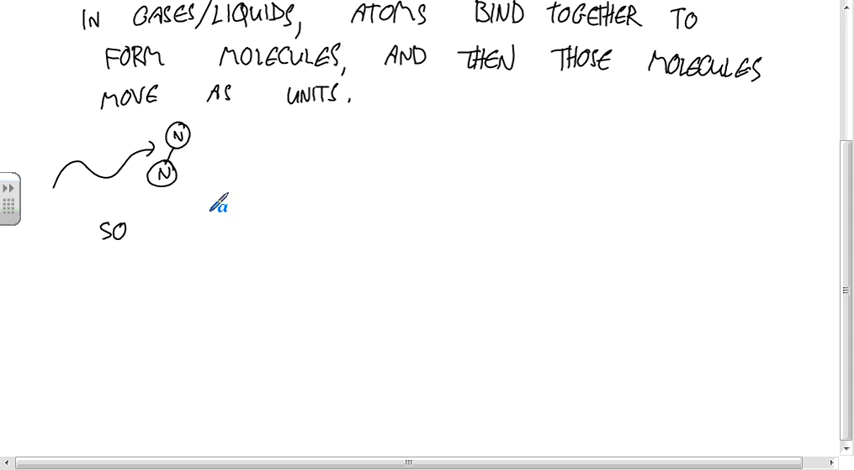 IN GASES/LIQUIDS, ATOMS BIND TOGETHER TO
FORM MOLECULES, AND THEN THOSE MOLECULES
MOVE AS UNITS.
N
N
a
SO